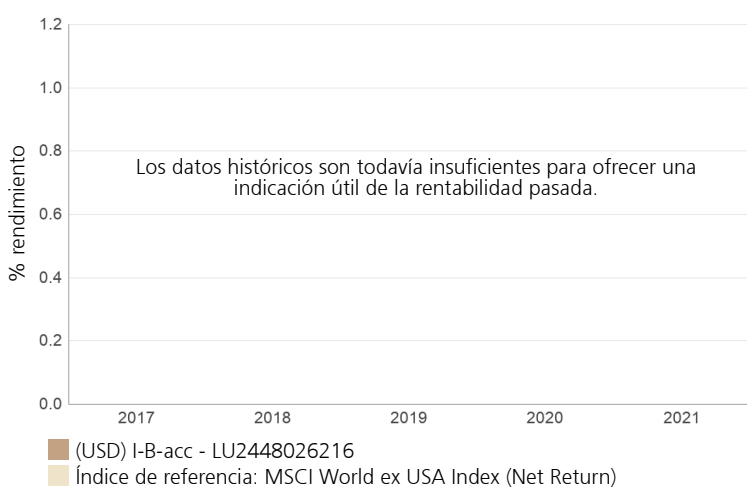 1.2
1.0
0.8
0.6
0.4
0.2
0.0
% rendimiento
Los datos históricos son todavía insuficientes para ofrecer una
indicación útil de la rentabilidad pasada.
2017 2018 2019 2020 2021
(USD) I-B-acc - LU2448026216
Índice de referencia: MSCI World ex USA Index (Net Return)